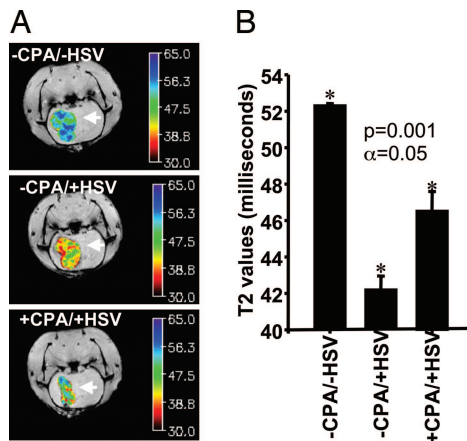 A
-CPA/-HSV
65.0
56.3
47.5
38.8
30.0
-CPA/+HSV
65.0
56.3
47.5
38.8
30.0
+CPA/+HSV
65.0
56.3
47.5
38.8
30.0
B
T2 values (milliseconds)
54
52
50
48
46
44
42
40
*
*
*
p=0.001
α=0.05
-CPA/-HSV
-CPA/+HSV
+CPA/+HSV